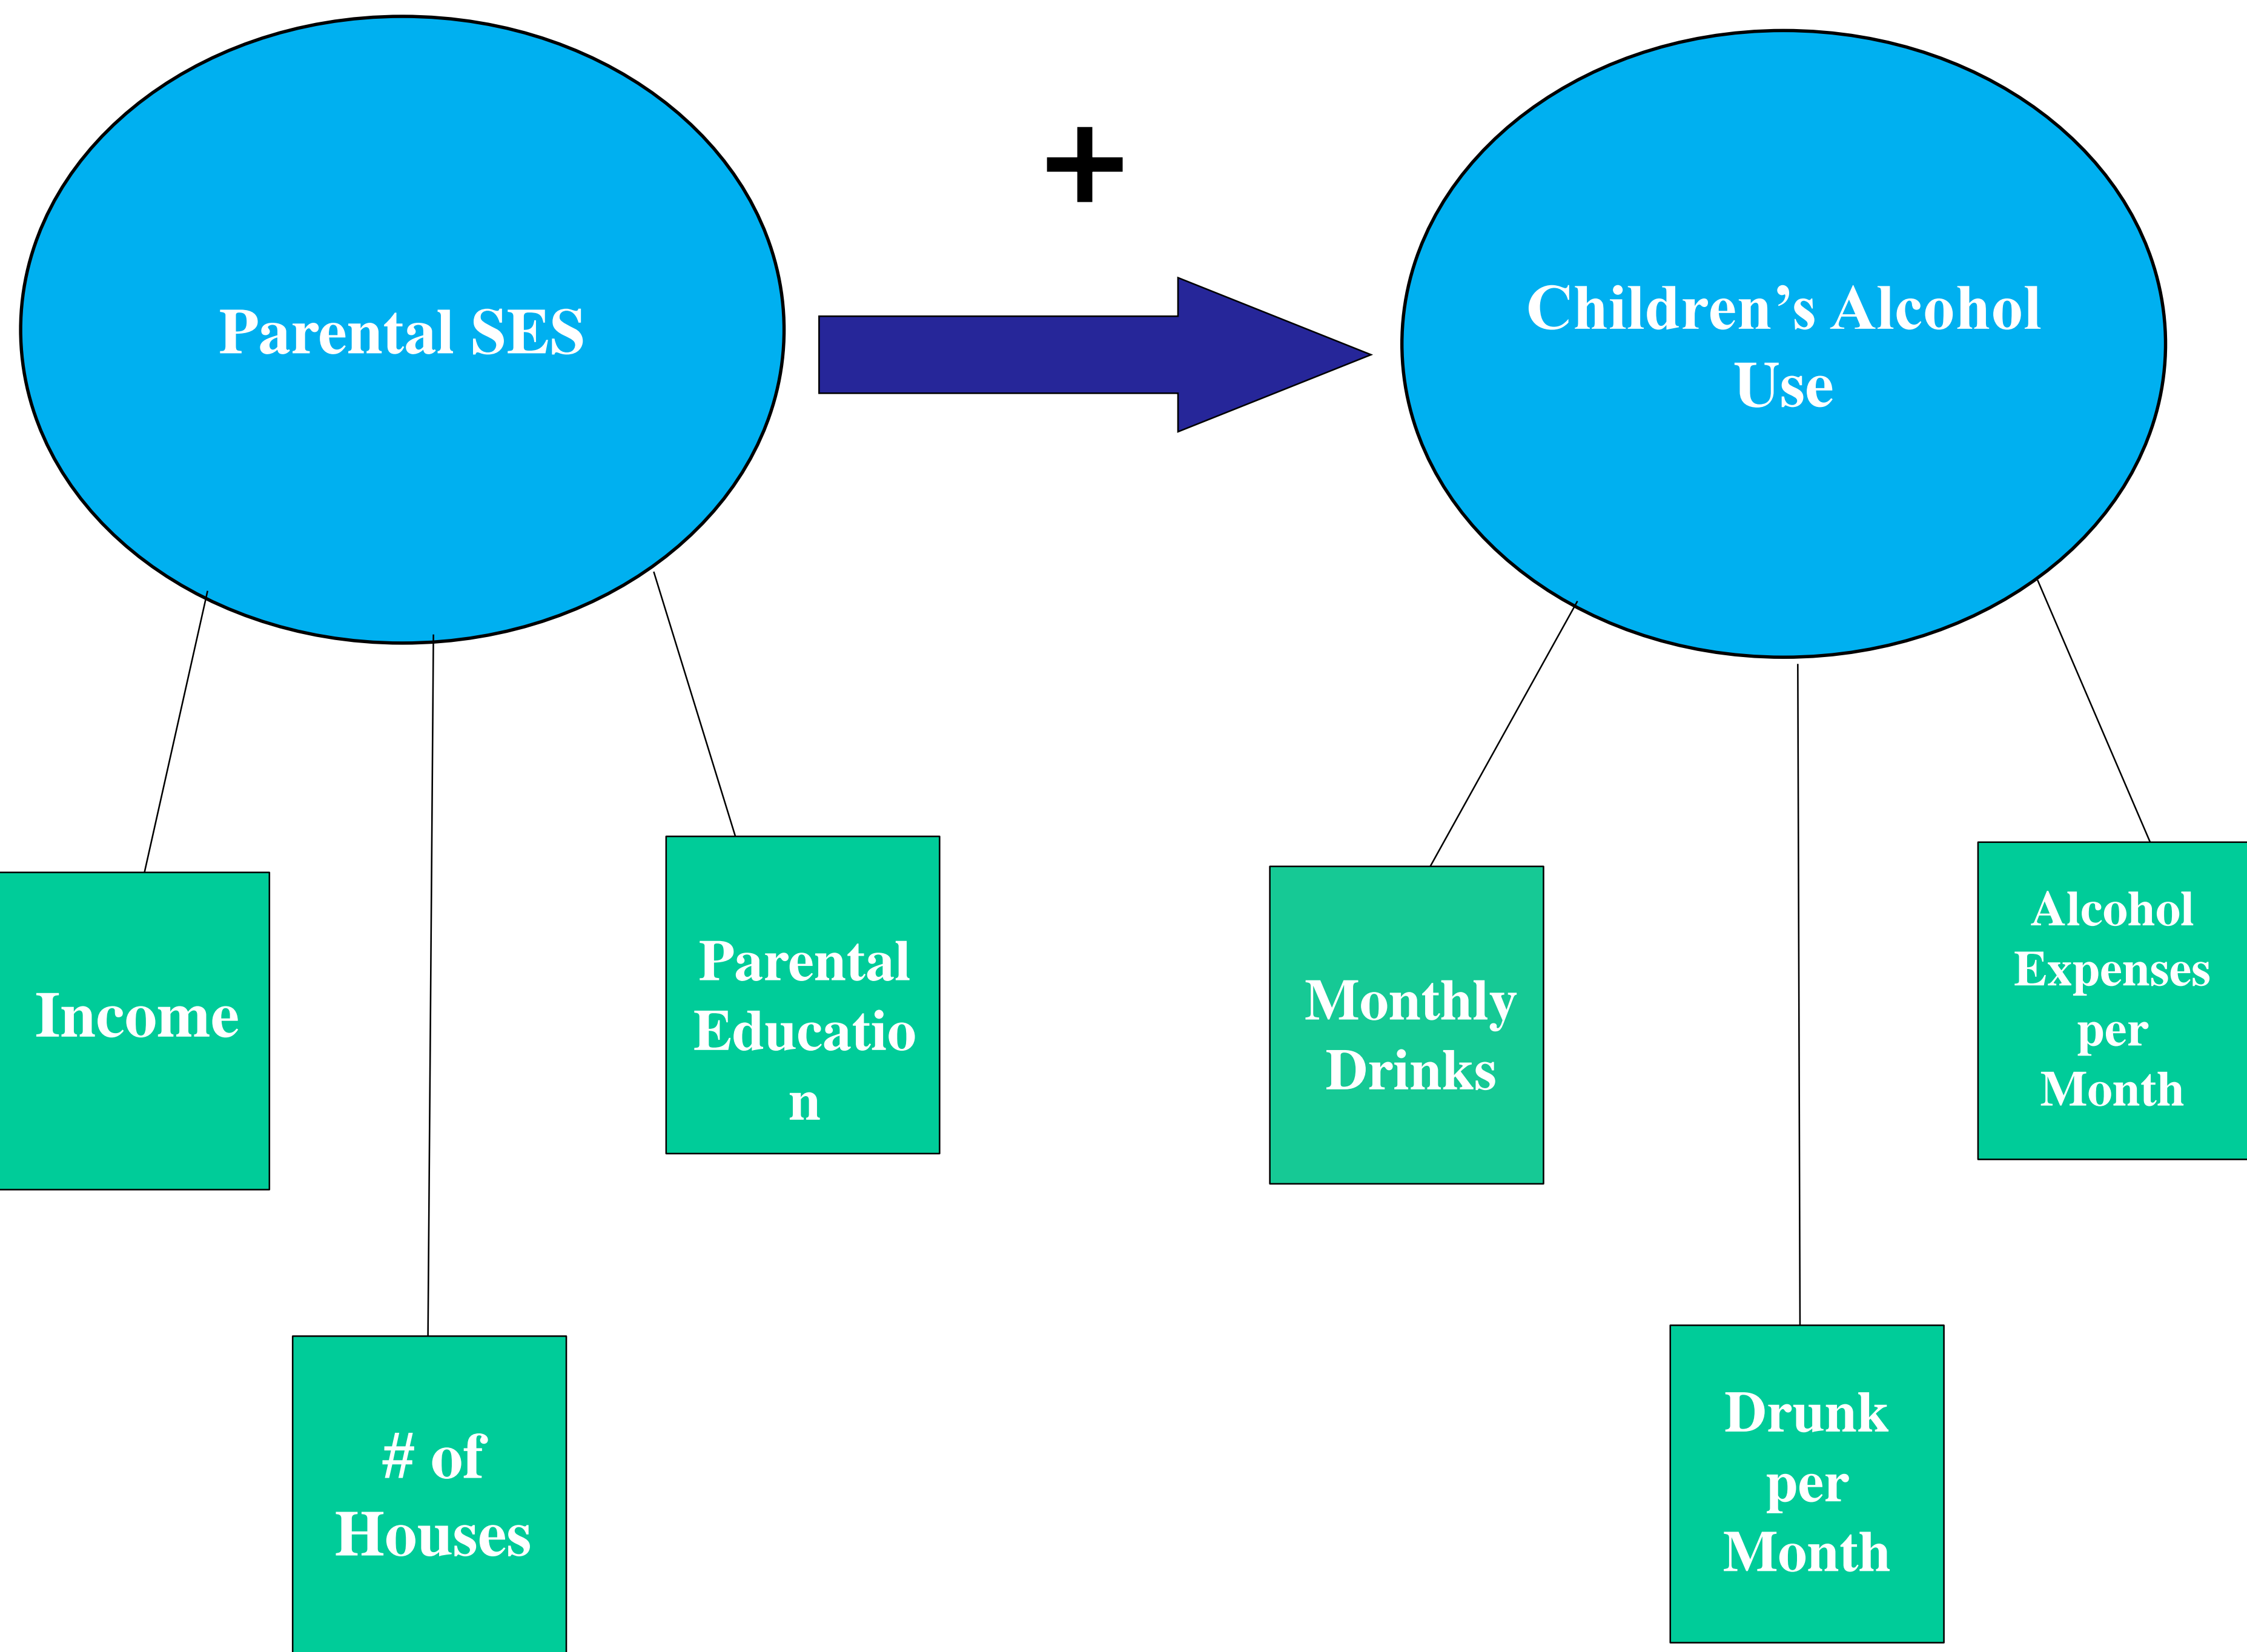 Parental SES
+
Children’s Alcohol
Use
Income
Parental
Educatio
n
Monthly
Drinks
Alcohol
Expenses
per
Month
# of
Houses
Drunk
per
Month